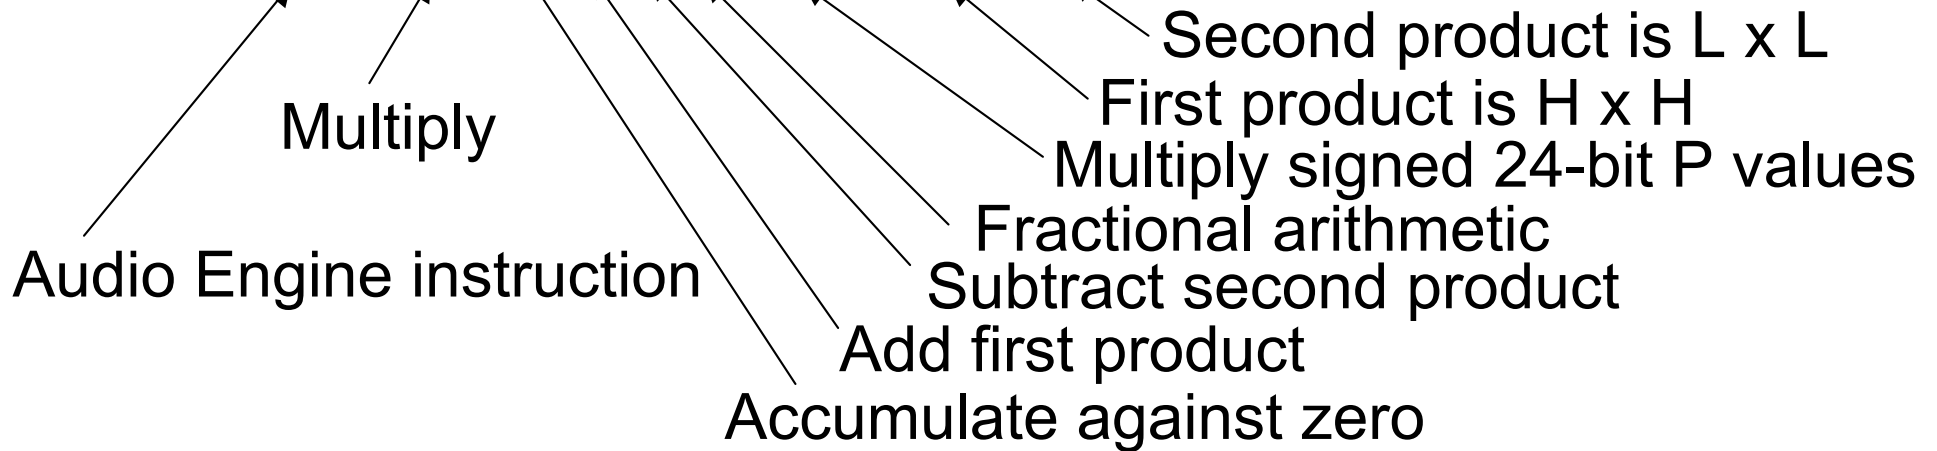 Second product is L x L
First product is H x H
Multiply
Multiply signed 24-bit P values
Fractional arithmetic
Audio Engine instruction
Subtract second product
Add first product
Accumulate against zero